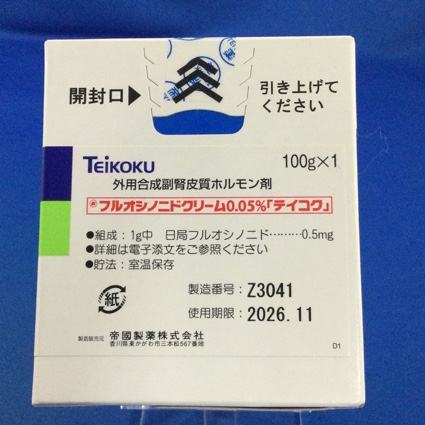 開封口
引き上げて
ください
TEIKOKU
100g×1
外用合成副腎皮質ホルモン剤
フルオシノニドクリーム0.05%「テイコク」
●組成：1g中 日局フルオシノニド………0.5mg
●詳細は電子添文をご参照ください
●貯法：室温保存
紙
製造番号：Z3041
使用期限：2026.11
製造販売元 帝國製薬株式会社
香川県東かがわ市三本松567番地
D1